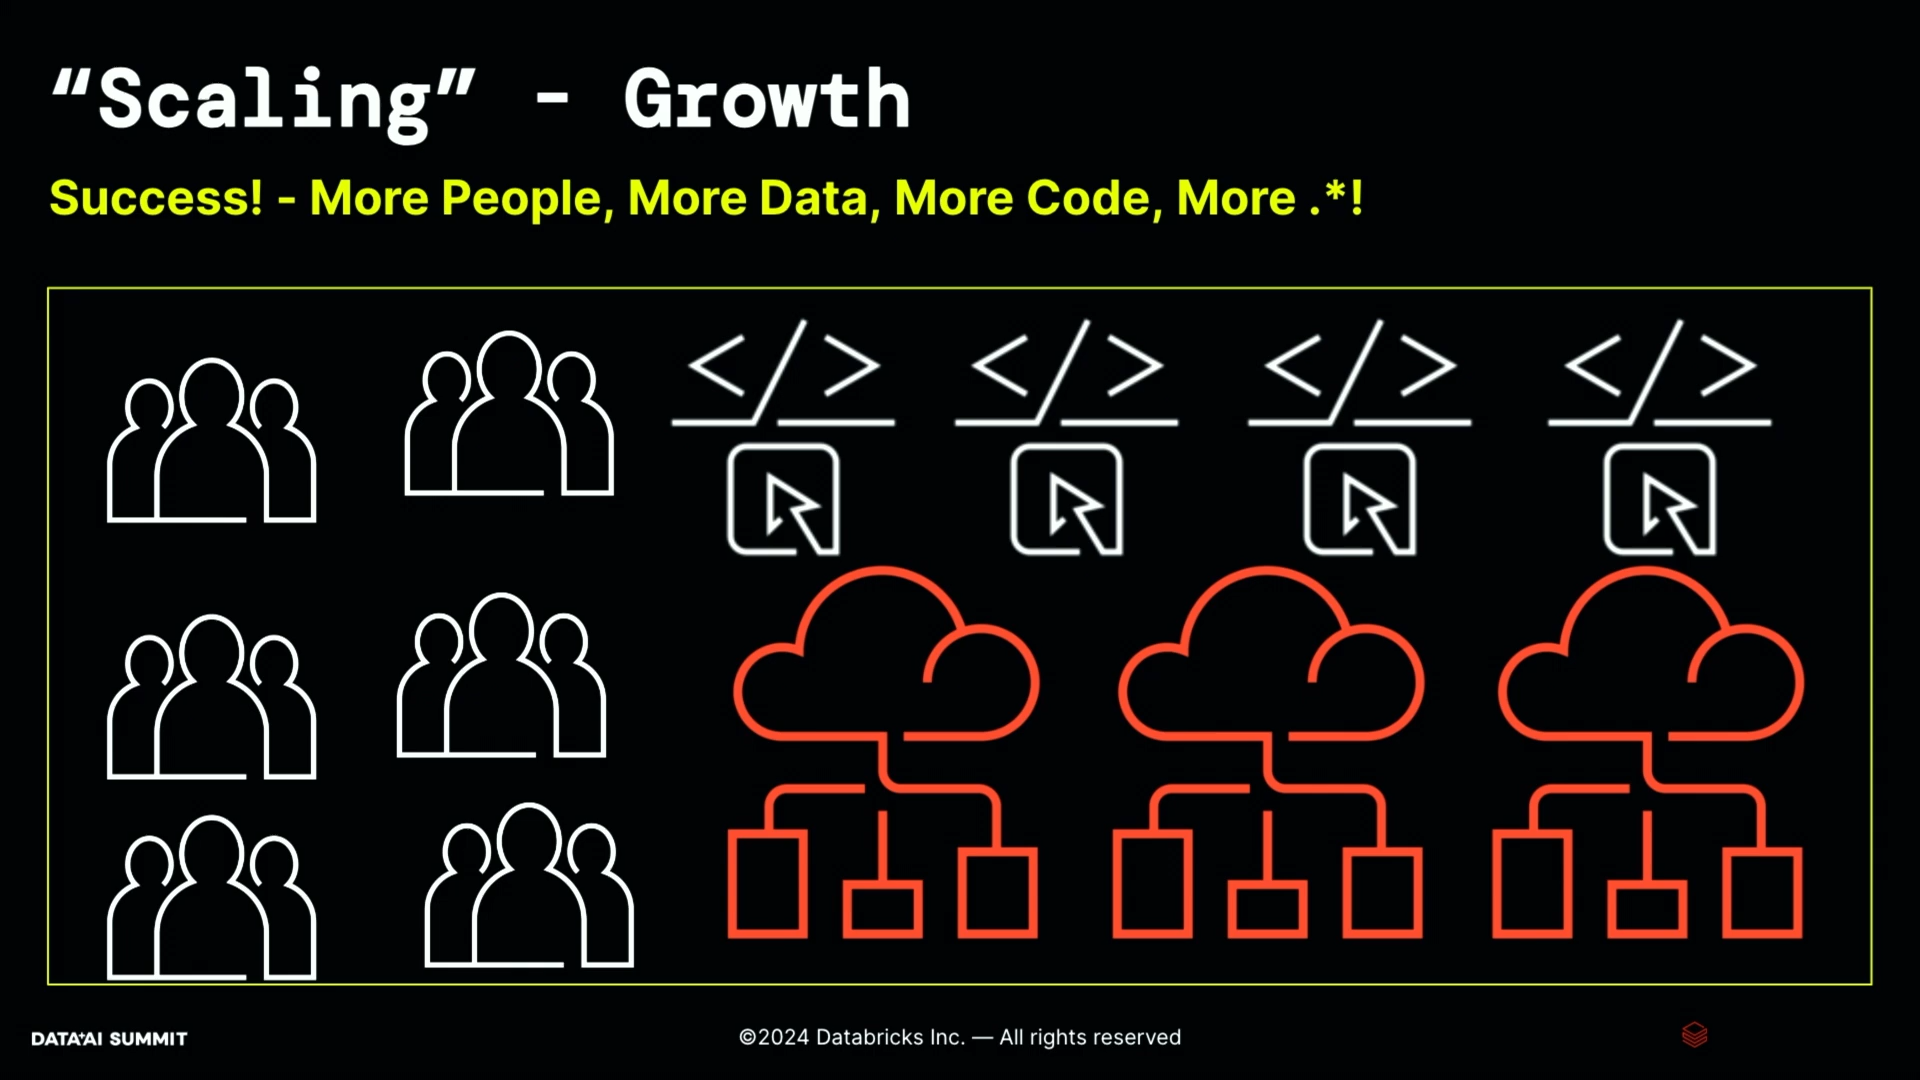 “Scaling” - Growth
Success! - More People, More Data, More Code, More .*!
DATA+AI SUMMIT
©2024 Databricks Inc. — All rights reserved